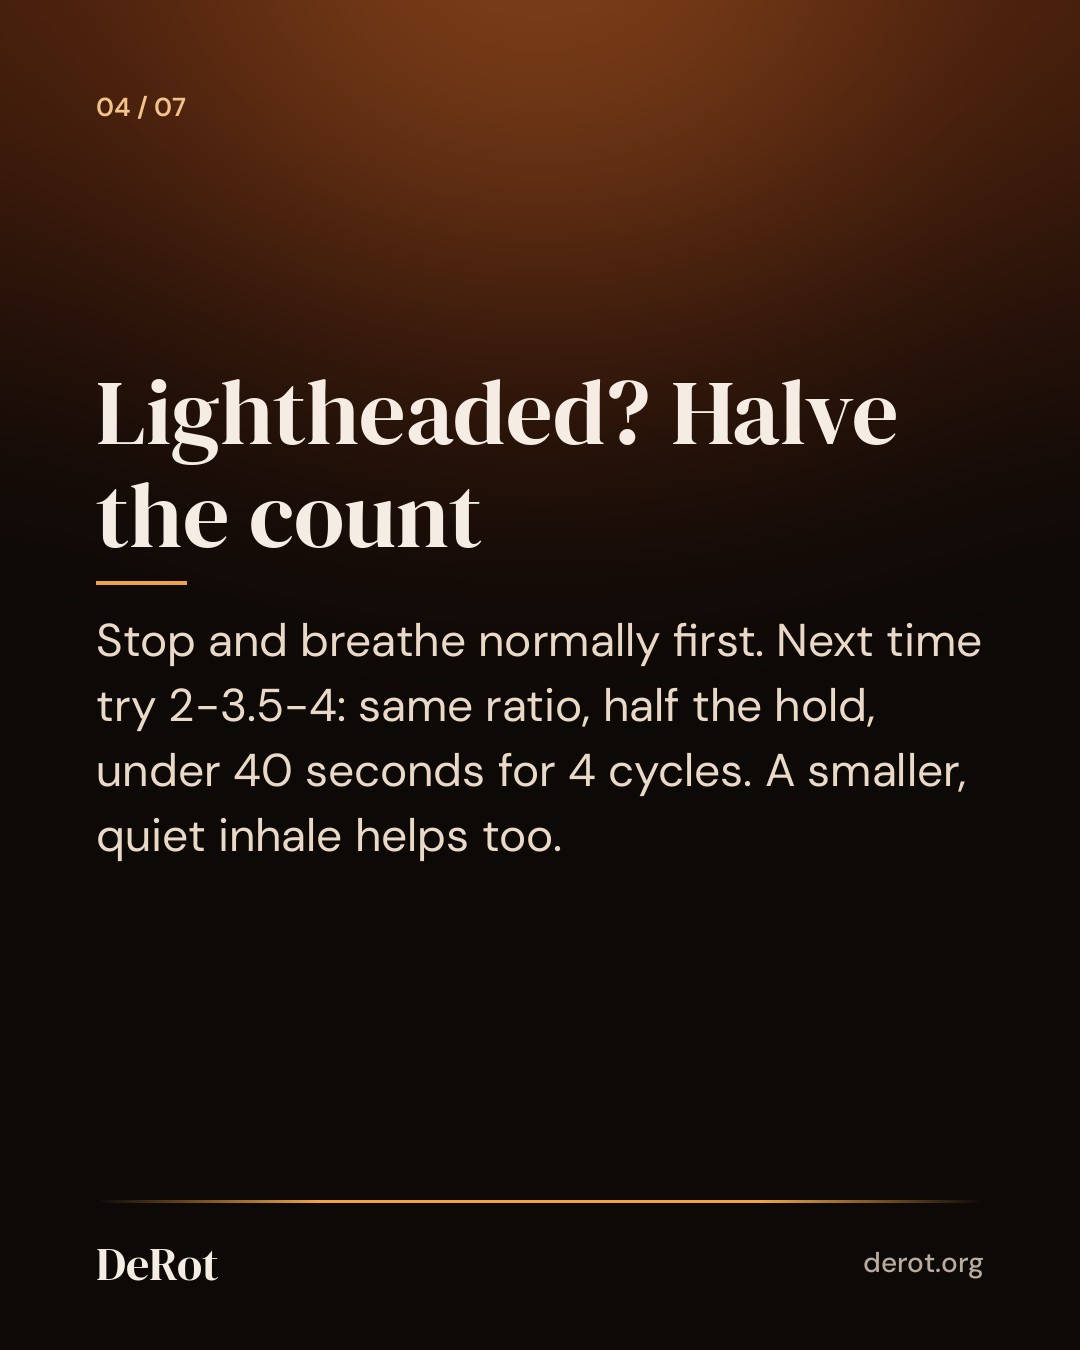 04 / 07
Lightheaded? Halve
the count
Stop and breathe normally first. Next time
try 2-3.5-4: same ratio, half the hold,
under 40 seconds for 4 cycles. A smaller,
quiet inhale helps too.
DeRot
derot.org